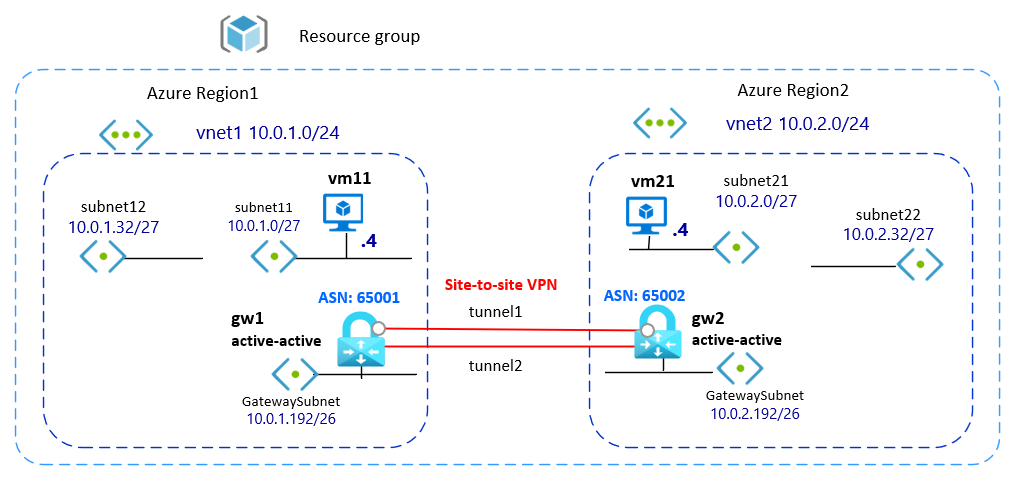 Resource group
Azure Region1
vnet1 10.0.1.0/24
subnet12
10.0.1.32/27
subnet11
10.0.1.0/27
vm11
.4
ASN: 65001
gw1
active-active
GatewaySubnet
10.0.1.192/26
Site-to-site VPN
tunnel1
tunnel2
Azure Region2
vnet2 10.0.2.0/24
vm21
.4
subnet21
10.0.2.0/27
subnet22
10.0.2.32/27
ASN: 65002
gw2
active-active
GatewaySubnet
10.0.2.192/26